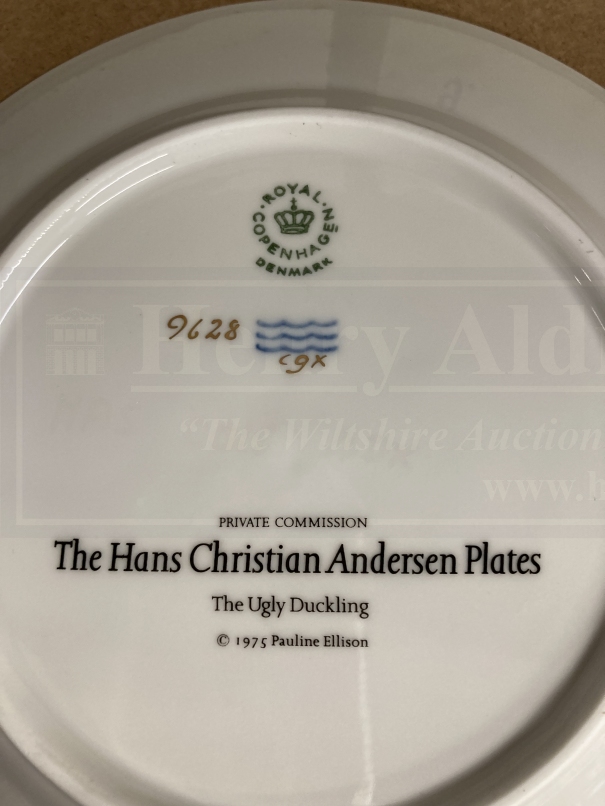 ROYAL
COPENHAGEN
DENMARK
9628
cgx
Henry Ald
"The Wiltshire Auction
www.h
PRIVATE COMMISSION
The Hans Christian Andersen Plates
The Ugly Duckling
© 1975 Pauline Ellison